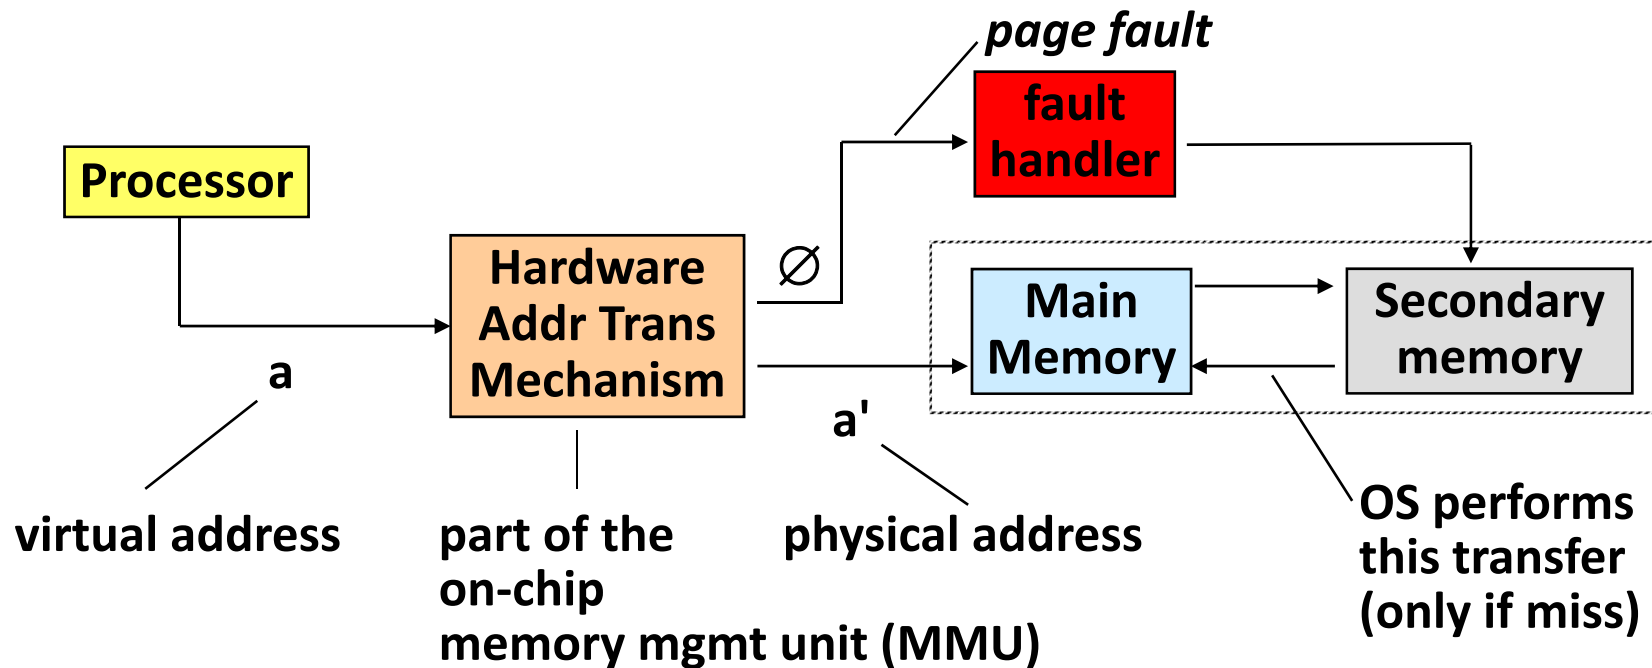 page fault
fault
handler
Processor
Hardware
Addr Trans
Mechanism
∅
Main
Memory
Secondary
memory
a
a'
virtual address
part of the
on-chip
memory mgmt unit (MMU)
physical address
OS performs
this transfer
(only if miss)